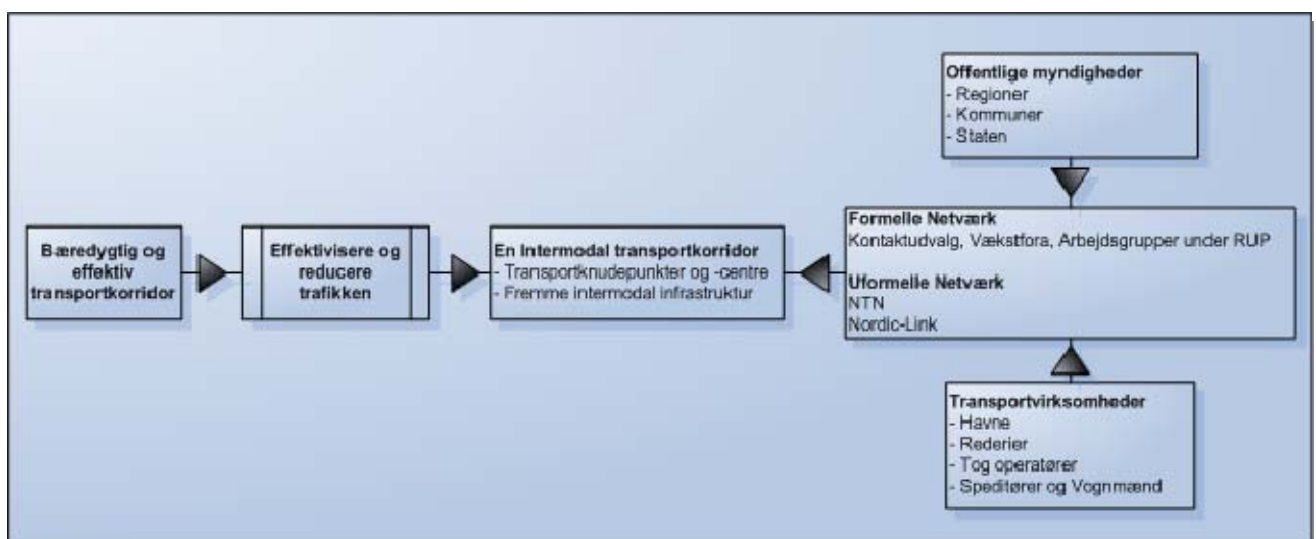 Offentlige myndigheder
- Regioner
- Kommuner
- Staten
Bæredygtig og
effektiv
transportkorridor
Effektivisere og
reducere
trafikken
En Intermodal transportkorridor
- Transportknudepunkter og -centre
- Fremme intermodal infrastruktur
Formelle Netværk
Kontaktudvalg, Vækstfora, Arbejdsgrupper under RUP
Uformelle Netværk
NTN
Nordic-Link
Transportvirksomheder
- Havne
- Rederier
- Tog operatører
- Speditører og Vognmænd